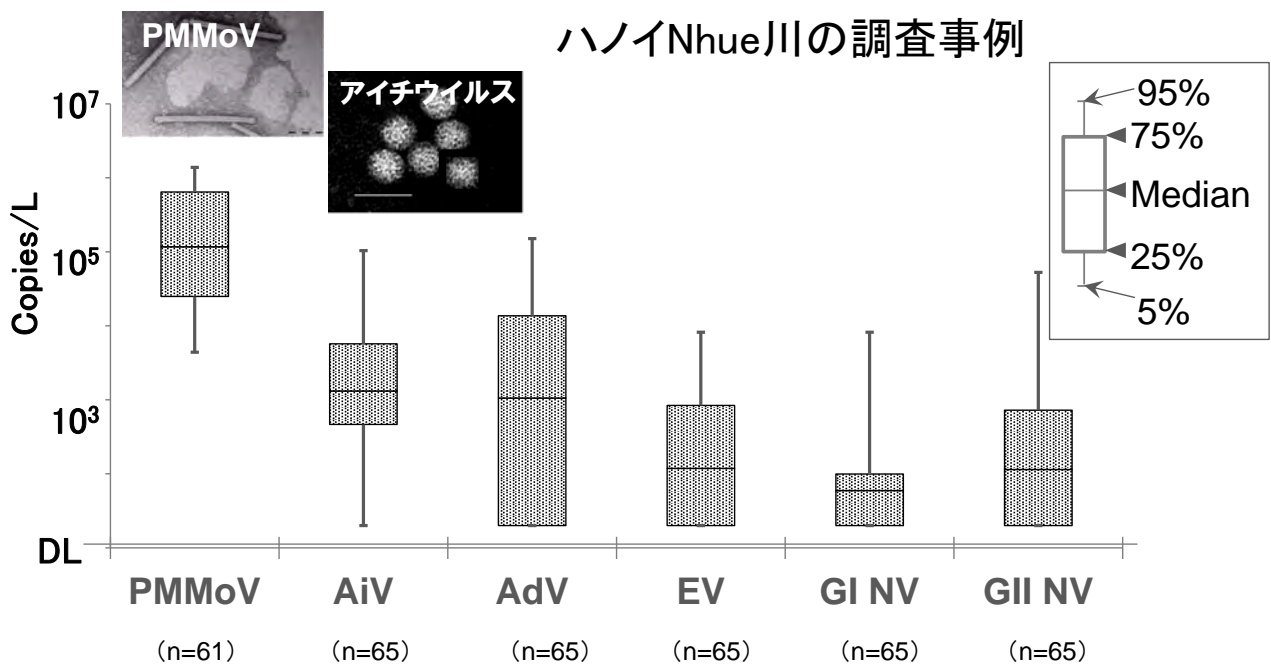 ハノイNhue川の調査事例
PMMoV
アイチウイルス
95%
75%
Median
25%
5%
Copies/L
10⁷
10⁵
10³
DL
PMMoV AiV AdV EV GI NV GII NV
(n=61) (n=65) (n=65) (n=65) (n=65) (n=65)